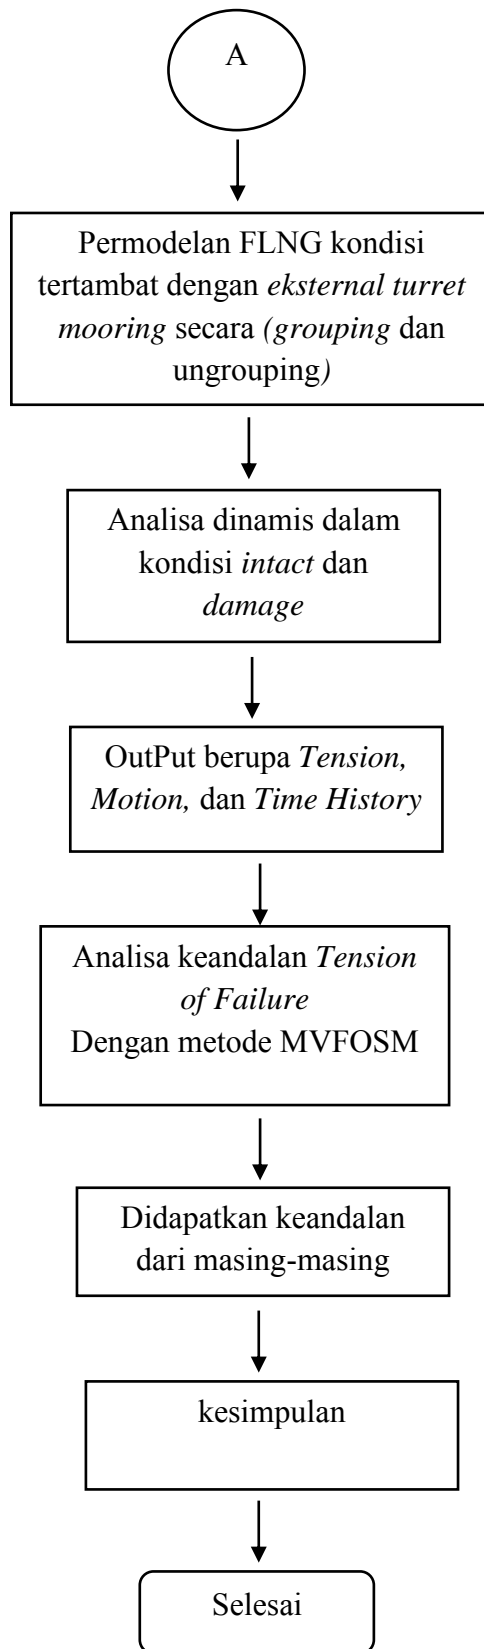 A
Permodelan FLNG kondisi
tertambat dengan eksternal turret
mooring secara (grouping dan
ungrouping)
Analisa dinamis dalam
kondisi intact dan
damage
OutPut berupa Tension,
Motion, dan Time History
Analisa keandalan Tension
of Failure
Dengan metode MVFOSM
Didapatkan keandalan
dari masing-masing
kesimpulan
Selesai